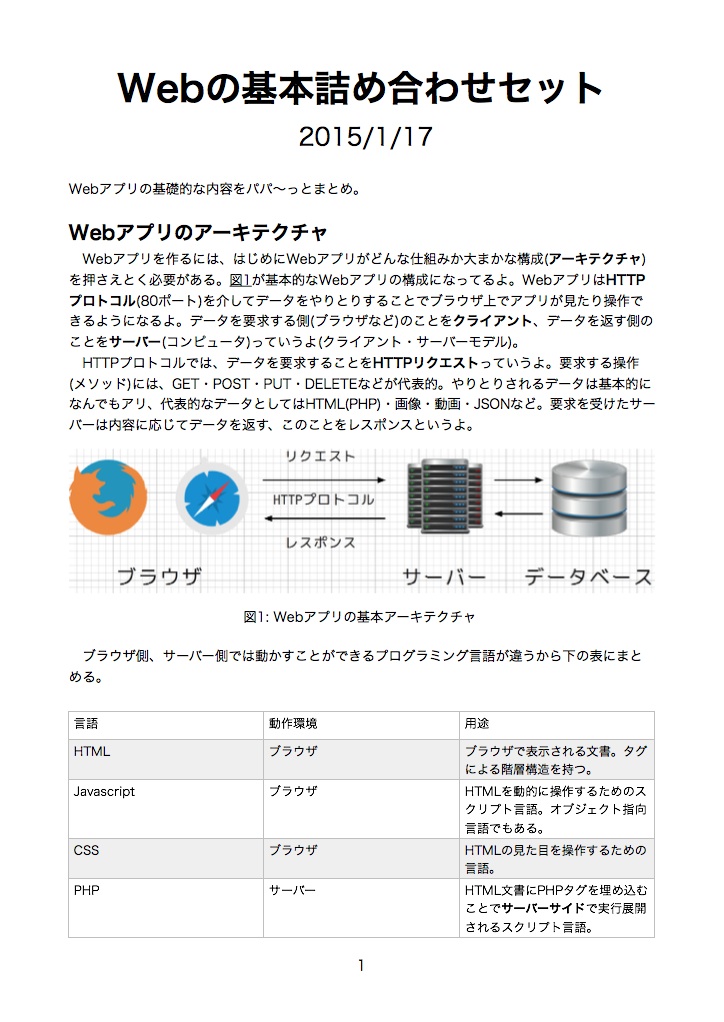 Webの基本詰め合わせセット
2015/1/17
Webアプリの基礎的な内容をパパ〜っとまとめ。
Webアプリのアーキテクチャ
Webアプリを作るには、はじめにWebアプリがどんな仕組みか大まかな構成(アーキテクチャ)
を押さえとく必要がある。図1が基本的なWebアプリの構成になってるよ。WebアプリはHTTP
プロトコル(80ポート)を介してデータをやりとりすることでブラウザ上でアプリが見たり操作で
きるようになるよ。データを要求する側(ブラウザなど)のことをクライアント、データを返す側の
ことをサーバー(コンピュータ)っていうよ(クライアント・サーバーモデル)。
HTTPプロトコルでは、データを要求することをHTTPリクエストっていうよ。要求する操作
(メソッド)には、GET・POST・PUT・DELETEなどが代表的。やりとりされるデータは基本的に
なんでもアリ、代表的なデータとしてはHTML(PHP)・画像・動画・JSONなど。要求を受けたサー
バーは内容に応じてデータを返す、このことをレスポンスというよ。
リクエスト
HTTPプロトコル
レスポンス
ブラウザ サーバー データベース
図1: Webアプリの基本アーキテクチャ
ブラウザ側、サーバー側では動かすことができるプログラミング言語が違うから下の表にまと
める。
言語 動作環境 用途
HTML ブラウザ ブラウザで表示される文書。タグ
による階層構造を持つ。
Javascript ブラウザ HTMLを動的に操作するためのス
クリプト言語。オブジェクト指向
言語でもある。
CSS ブラウザ HTMLの見た目を操作するための
言語。
PHP サーバー HTML文書にPHPタグを埋め込む
ことでサーバーサイドで実行展開
されるスクリプト言語。
1